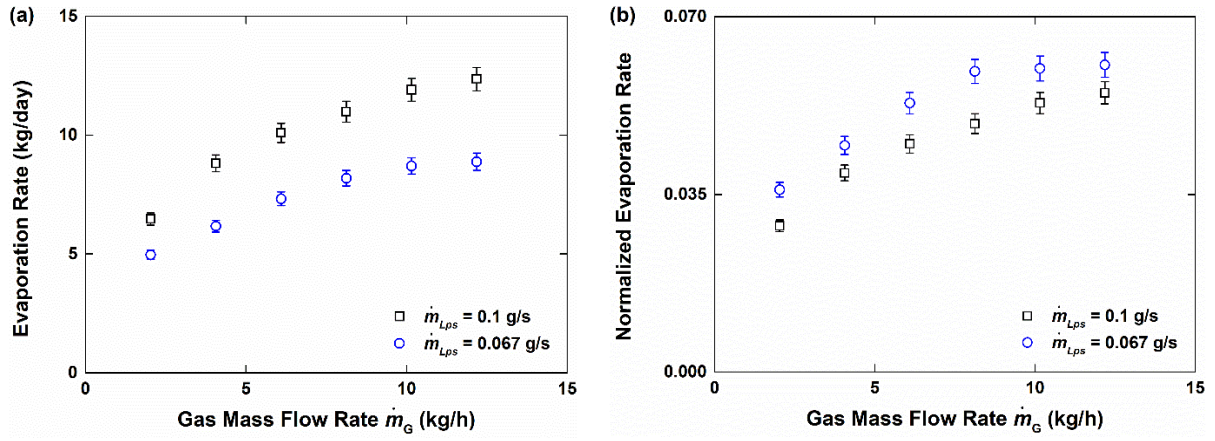 (a)
15
10
5
0
Evaporation Rate (kg/day)
ṁLps = 0.1 g/s
ṁLps = 0.067 g/s
0 5 10 15
Gas Mass Flow Rate ṁG (kg/h)
(b)
0.070
0.035
0.000
Normalized Evaporation Rate
ṁLps = 0.1 g/s
ṁLps = 0.067 g/s
0 5 10 15
Gas Mass Flow Rate ṁG (kg/h)